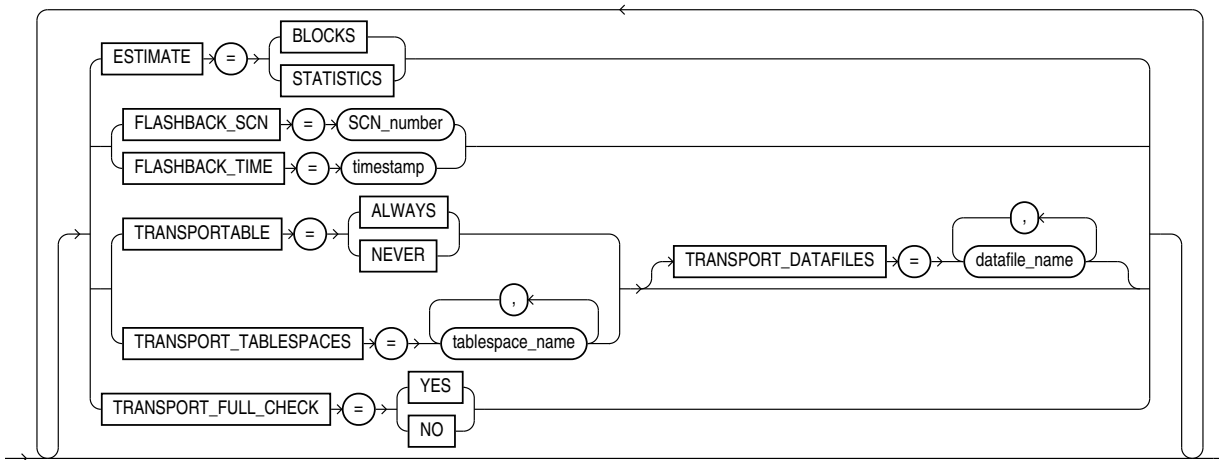 ESTIMATE = BLOCKS
STATISTICS
FLASHBACK_SCN = SCN_number
FLASHBACK_TIME = timestamp
TRANSPORTABLE = ALWAYS
NEVER
TRANSPORT_DATAFILES = datafile_name ,
TRANSPORT_TABLESPACES = tablespace_name ,
TRANSPORT_FULL_CHECK = YES
NO